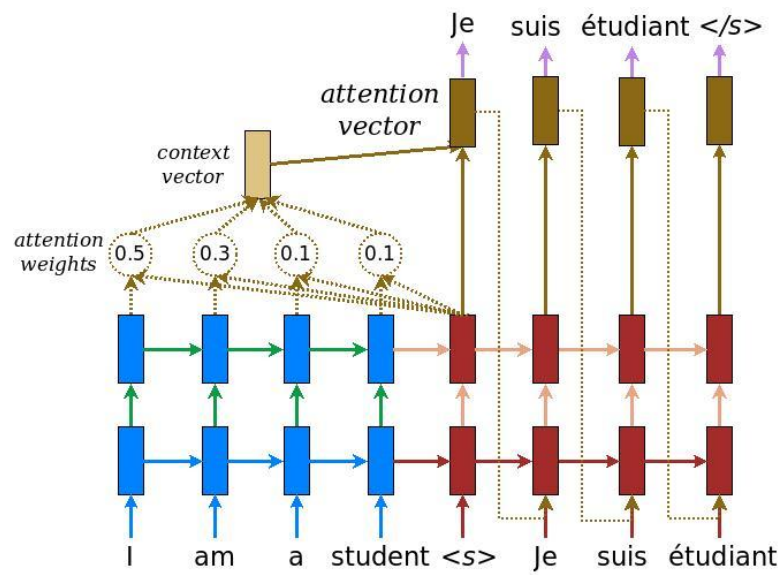 Je suis étudiant </s>
attention
vector
context
vector
attention
weights
0.5 0.3 0.1 0.1
I am a student <s> Je suis étudiant